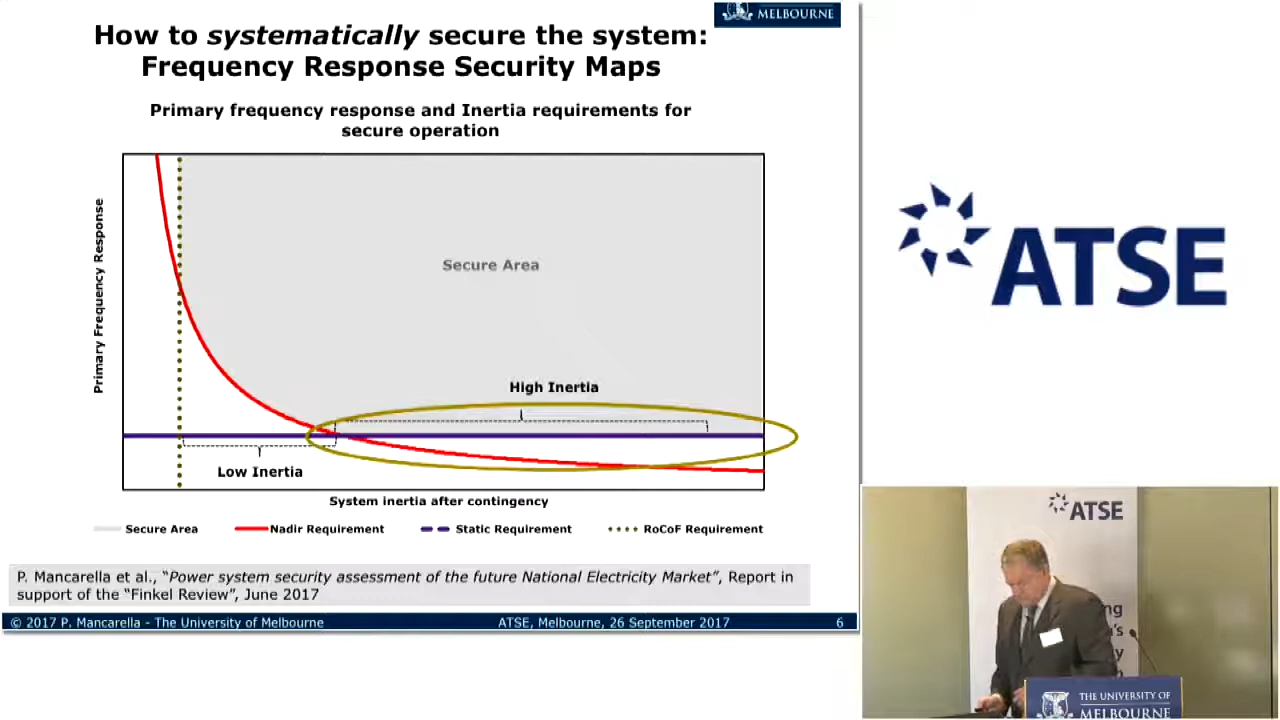 MELBOURNE
How to systematically secure the system:
Frequency Response Security Maps
Primary frequency response and Inertia requirements for
secure operation
Primary Frequency Response
Secure Area
High Inertia
Low Inertia
System inertia after contingency
Secure Area
Nadir Requirement
Static Requirement
RoCoF Requirement
P. Mancarella et al., “Power system security assessment of the future National Electricity Market”, Report in
support of the “Finkel Review”, June 2017
© 2017 P. Mancarella - The University of Melbourne
ATSE, Melbourne, 26 September 2017
6
ATSE
ATSE
THE UNIVERSITY OF
MELBOURNE